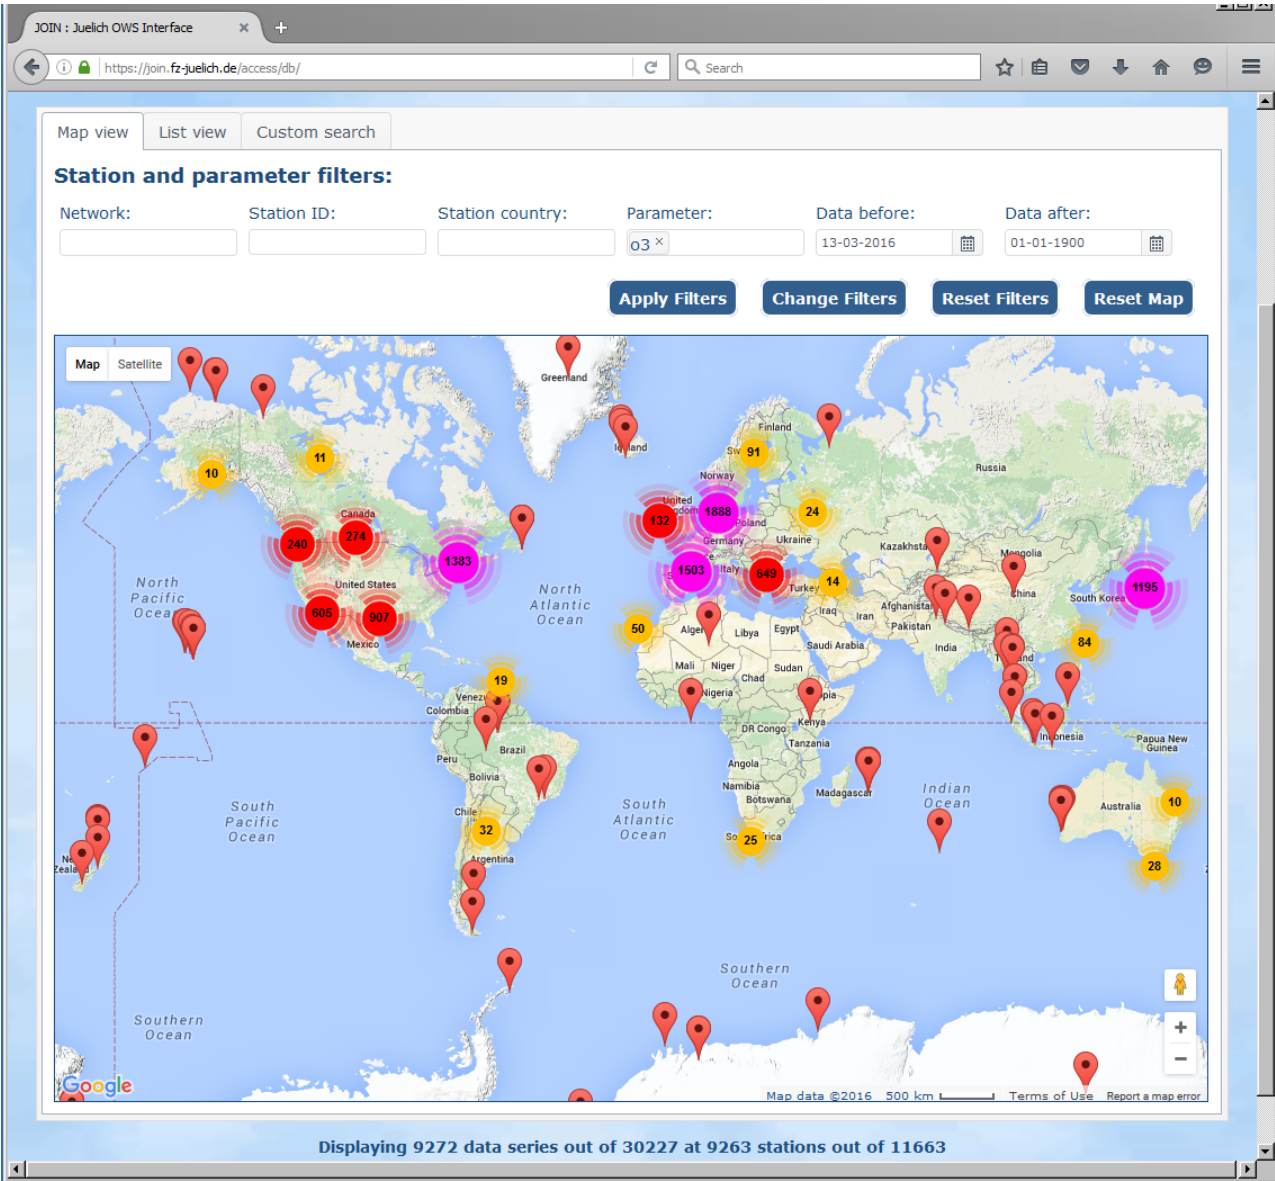 JOIN : Juelich OWS Interface × +
https://join.fz-juelich.de/access/db/ Search
Map view List view Custom search
Station and parameter filters:
Network: Station ID: Station country: Parameter: Data before: Data after:
o3 × 13-03-2016 01-01-1900
Apply Filters Change Filters Reset Filters Reset Map
Map Satellite
Greenland
Finland
91
Norway
Russia
10
11
Canada
240
274
1383
132
1888
Poland
24
Germany
Ukraine
Mongolia
1503
Italy
649
14
China
South Korea
1195
North
Pacific
Ocean
United States
605
907
Mexico
North
Atlantic
Ocean
50
Libya
Egypt
Iraq
Iran
Afghanistan
Pakistan
Saudi Arabia
India
84
Mali
Niger
Chad
Sudan
Nigeria
19
Colombia
Brazil
Peru
Bolivia
DR Congo
Kenya
Tanzania
Indonesia
Papua New
Guinea
Angola
Namibia
Botswana
Madagascar
Indian
Ocean
Australia
10
South
Pacific
Ocean
Chile
32
Argentina
South
Atlantic
Ocean
25
28
Southern
Ocean
Southern
Ocean
+
−
Google
Map data ©2016 500 km Terms of Use Report a map error
Displaying 9272 data series out of 30227 at 9263 stations out of 11663